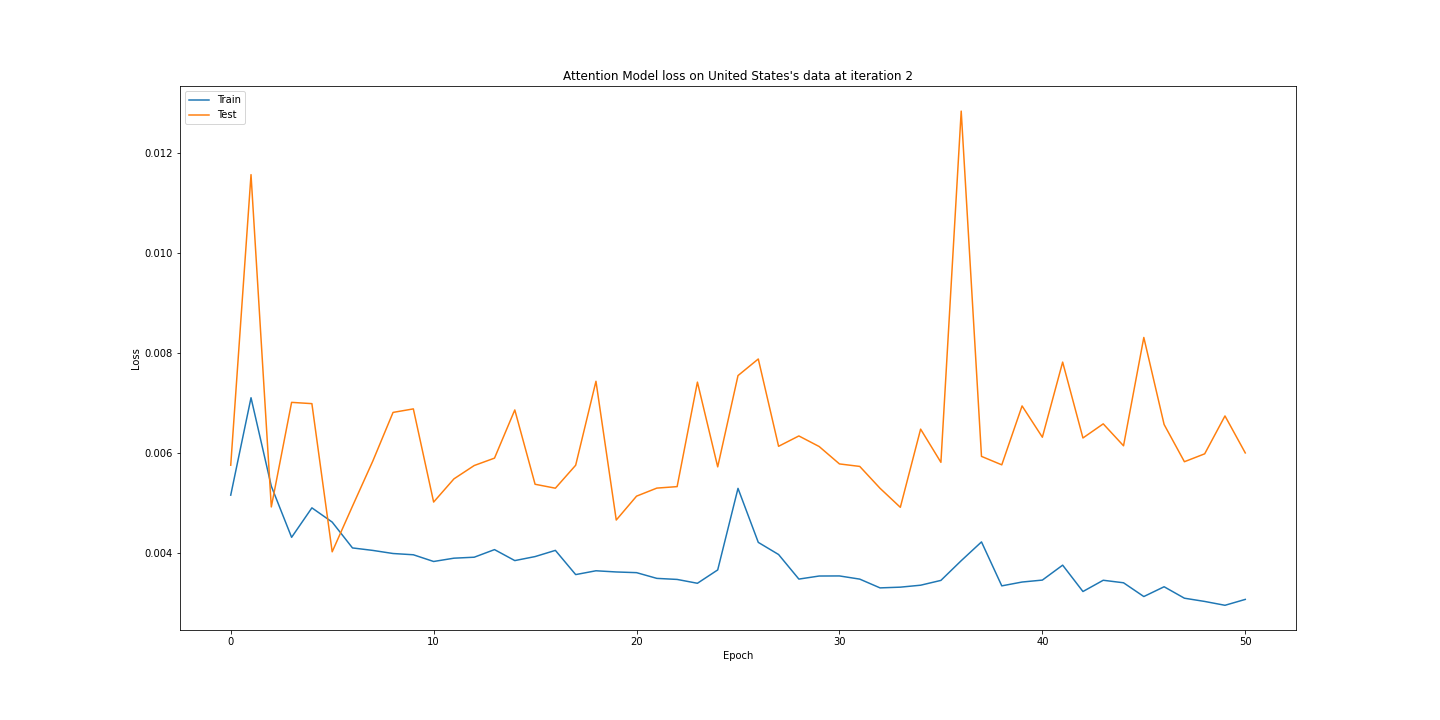 Attention Model loss on United States's data at iteration 2
Train
Test
0.012
0.010
0.008
0.006
0.004
Loss
0 10 20 30 40 50
Epoch